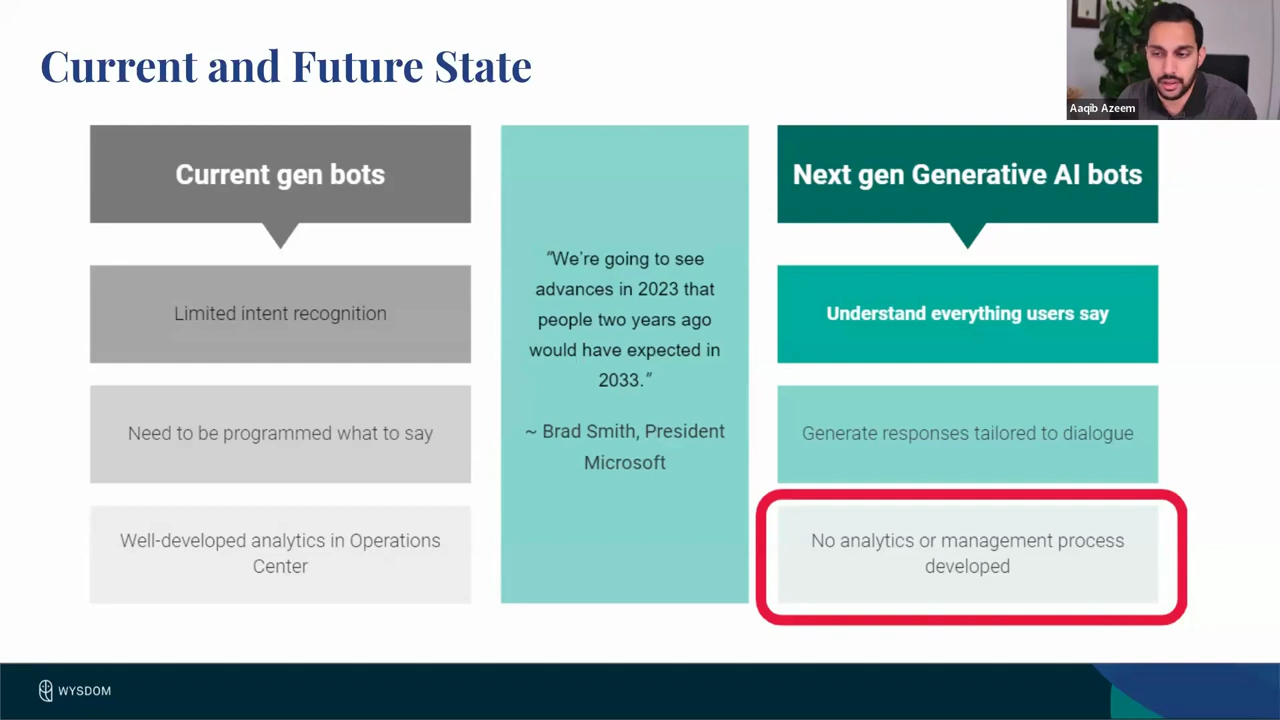 Current and Future State
Aaqib Azeem
Current gen bots
Limited intent recognition
Need to be programmed what to say
Well-developed analytics in Operations
Center
"We're going to see
advances in 2023 that
people two years ago
would have expected in
2033."
~ Brad Smith, President
Microsoft
Next gen Generative AI bots
Understand everything users say
Generate responses tailored to dialogue
No analytics or management process
developed
WYSDOM